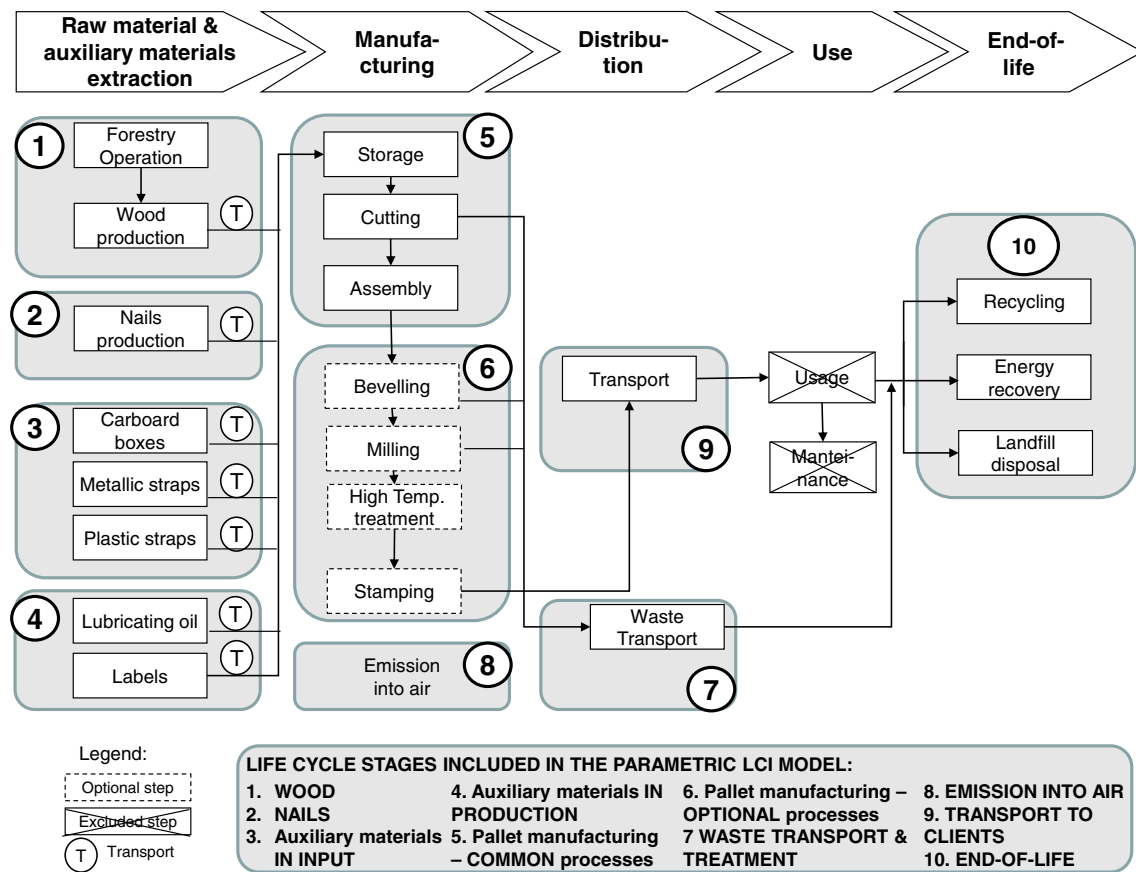 Raw material &
auxiliary materials
extraction
Manufa-
cturing
Distribu-
tion
Use
End-of-
life
1
Forestry
Operation
Wood
production
T
2
Nails
production
T
3
Carboard
boxes
T
Metallic straps
T
Plastic straps
T
4
Lubricating oil
T
Labels
T
5
Storage
Cutting
Assembly
6
Bevelling
Milling
High Temp.
treatment
Stamping
Emission
into air
8
Transport
9
Waste
Transport
7
Usage
Mantei-
nance
10
Recycling
Energy
recovery
Landfill
disposal
Legend:
Optional step
Excluded step
T Transport
LIFE CYCLE STAGES INCLUDED IN THE PARAMETRIC LCI MODEL:
1. WOOD
2. NAILS
3. Auxiliary materials
IN INPUT
4. Auxiliary materials IN
PRODUCTION
5. Pallet manufacturing
– COMMON processes
6. Pallet manufacturing –
OPTIONAL processes
7 WASTE TRANSPORT &
TREATMENT
8. EMISSION INTO AIR
9. TRANSPORT TO
CLIENTS
10. END-OF-LIFE